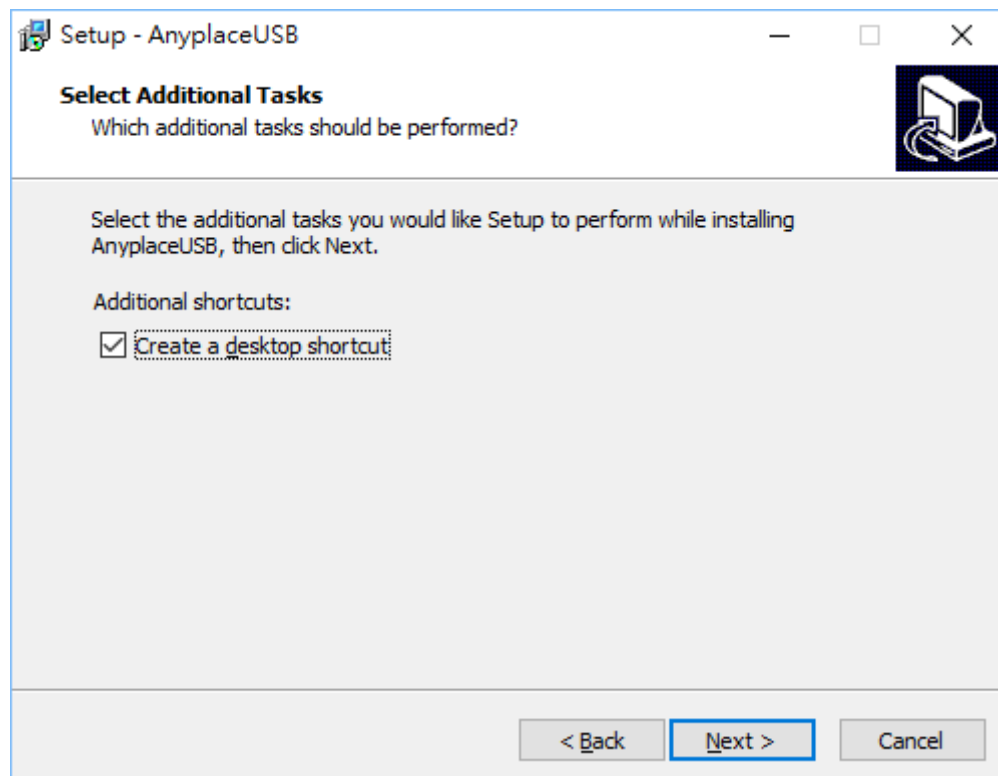 Setup - AnyplaceUSB
Select Additional Tasks
Which additional tasks should be performed?
Select the additional tasks you would like Setup to perform while installing
AnyplaceUSB, then click Next.
Additional shortcuts:
Create a desktop shortcut
< Back
Next >
Cancel